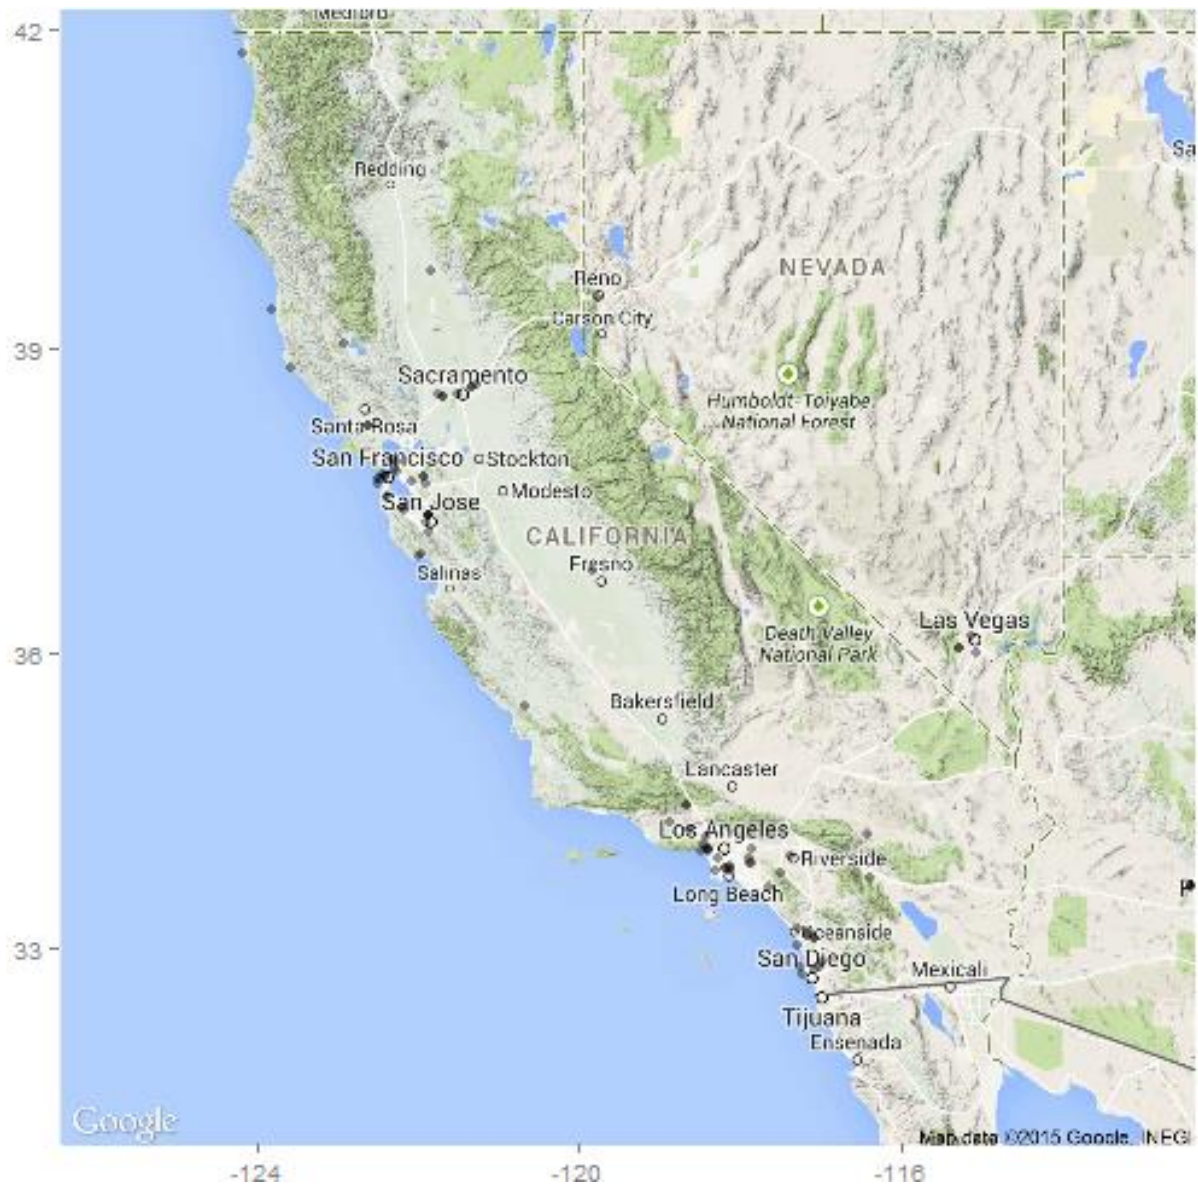 42
Medford
Redding
Sa
NEVADA
Reno
Carson City
39
Sacramento
Humboldt-Toiyabe
National Forest
Santa Rosa
San Francisco
Stockton
Modesto
San Jose
CALIFORNIA
Fresno
Salinas
Las Vegas
Death Valley
National Park
36
Bakersfield
Lancaster
Los Angeles
Riverside
Long Beach
P
Oceanside
33
San Diego
Mexicali
Tijuana
Ensenada
Google
Map data ©2015 Google, INEGI
-124
-120
-116